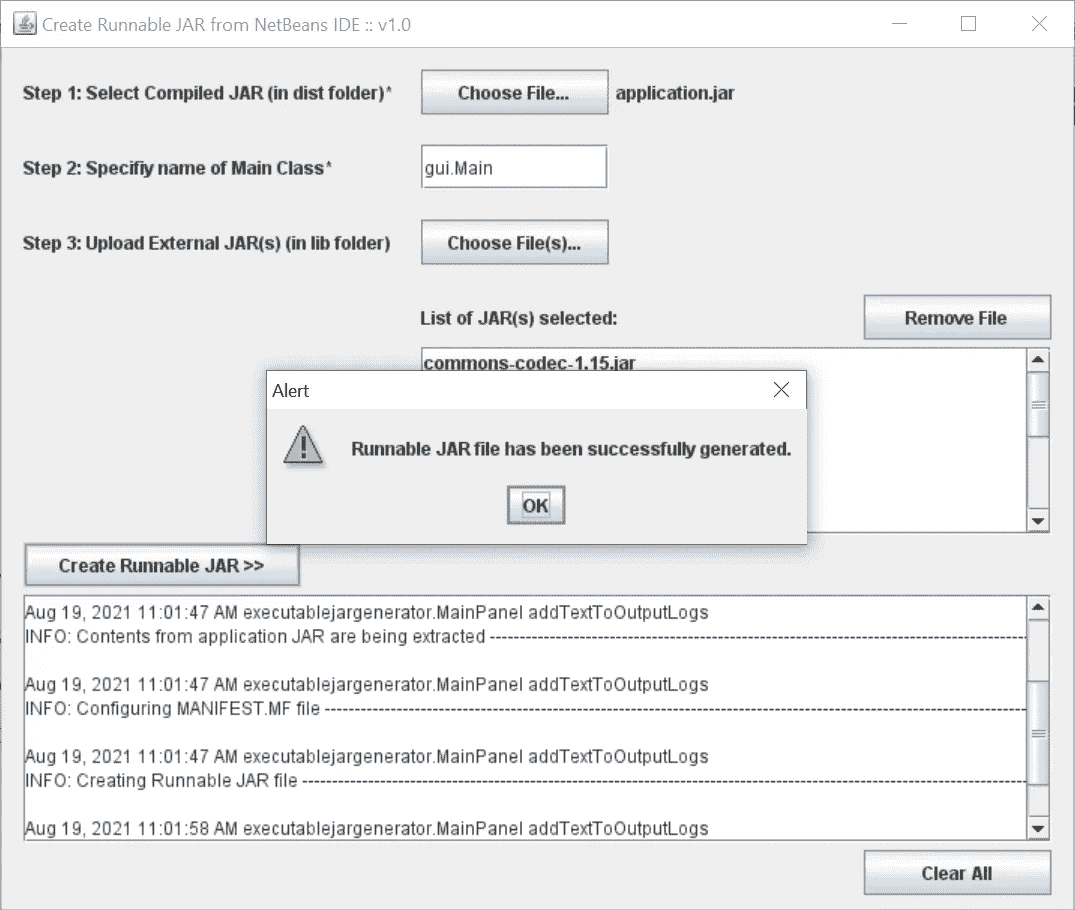 Create Runnable JAR from NetBeans IDE :: v1.0
Step 1: Select Compiled JAR (in dist folder)*
Choose File...
application.jar
Step 2: Specifiy name of Main Class*
gui.Main
Step 3: Upload External JAR(s) (in lib folder)
Choose File(s)...
List of JAR(s) selected:
Remove File
commons-codec-1.15.jar
Alert
Runnable JAR file has been successfully generated.
OK
Create Runnable JAR >>
Aug 19, 2021 11:01:47 AM executablejargenerator.MainPanel addTextToOutputLogs
INFO: Contents from application JAR are being extracted ------------------------------------------------------------
Aug 19, 2021 11:01:47 AM executablejargenerator.MainPanel addTextToOutputLogs
INFO: Configuring MANIFEST.MF file ------------------------------------------------------------
Aug 19, 2021 11:01:47 AM executablejargenerator.MainPanel addTextToOutputLogs
INFO: Creating Runnable JAR file ------------------------------------------------------------
Aug 19, 2021 11:01:58 AM executablejargenerator.MainPanel addTextToOutputLogs
Clear All